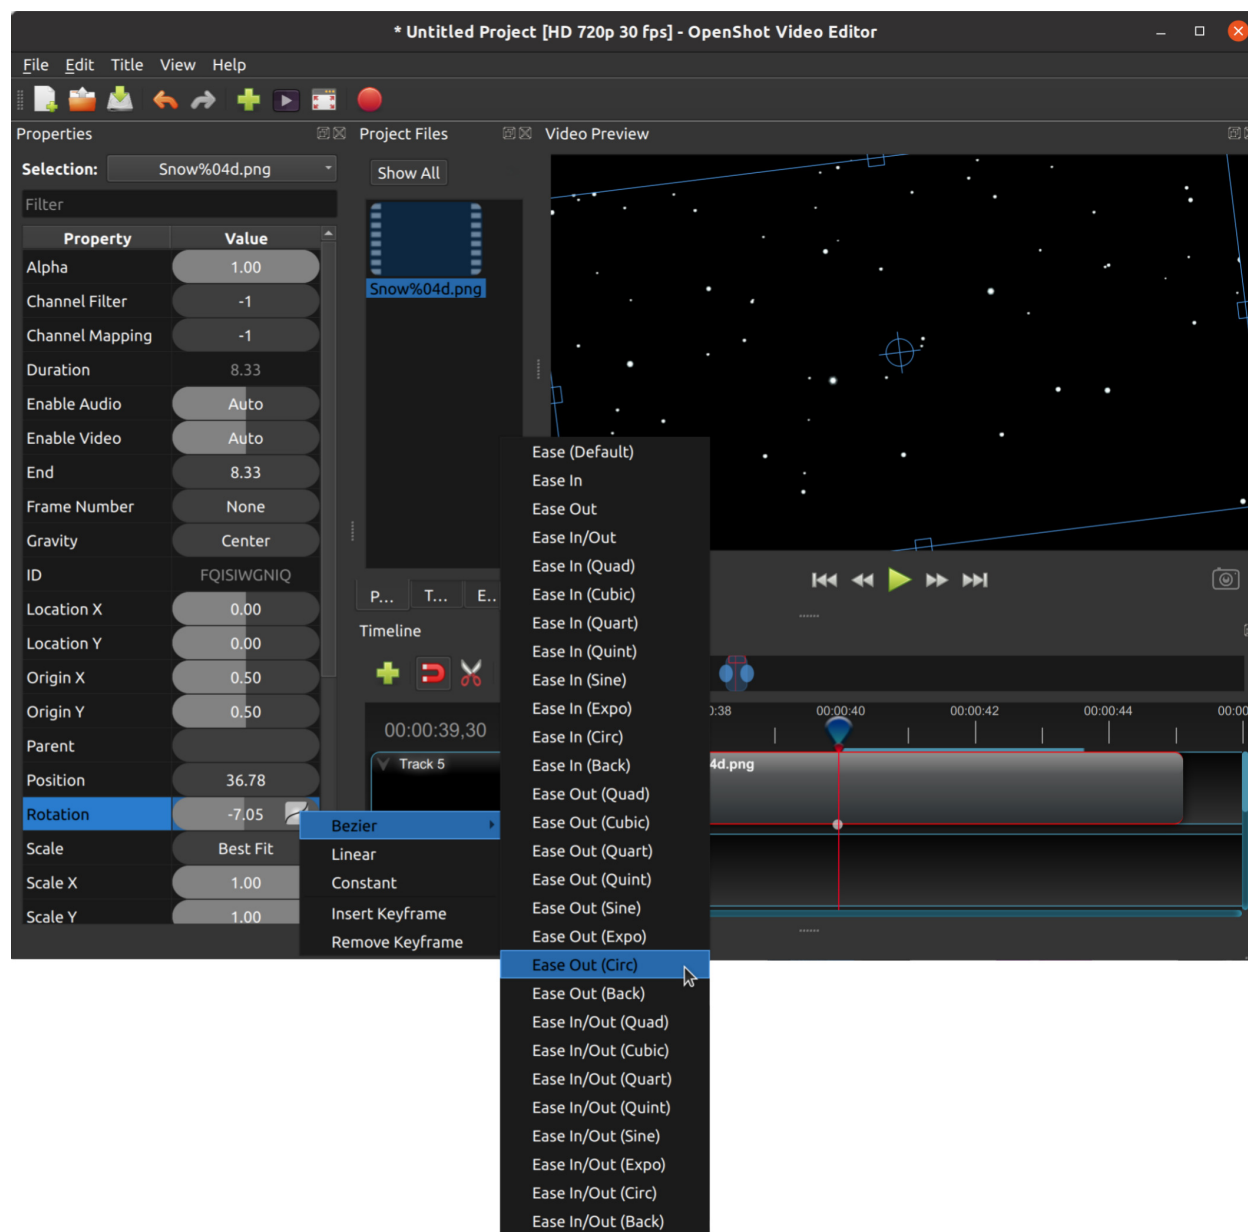 * Untitled Project [HD 720p 30 fps] - OpenShot Video Editor
File Edit Title View Help
Properties
Selection: Snow%04d.png
Filter
Property Value
Alpha 1.00
Channel Filter -1
Channel Mapping -1
Duration 8.33
Enable Audio Auto
Enable Video Auto
End 8.33
Frame Number None
Gravity Center
ID FQISIWGNIQ
Location X 0.00
Location Y 0.00
Origin X 0.50
Origin Y 0.50
Parent
Position 36.78
Rotation -7.05
Scale Best Fit
Scale X 1.00
Scale Y 1.00
Project Files
Show All
Snow%04d.png
P... T... E..
Video Preview
Timeline
00:00:39,30
:38 00:00:40 00:00:42 00:00:44 00:00
Track 5
4d.png
Bezier
Linear
Constant
Insert Keyframe
Remove Keyframe
Ease (Default)
Ease In
Ease Out
Ease In/Out
Ease In (Quad)
Ease In (Cubic)
Ease In (Quart)
Ease In (Quint)
Ease In (Sine)
Ease In (Expo)
Ease In (Circ)
Ease In (Back)
Ease Out (Quad)
Ease Out (Cubic)
Ease Out (Quart)
Ease Out (Quint)
Ease Out (Sine)
Ease Out (Expo)
Ease Out (Circ)
Ease Out (Back)
Ease In/Out (Quad)
Ease In/Out (Cubic)
Ease In/Out (Quart)
Ease In/Out (Quint)
Ease In/Out (Sine)
Ease In/Out (Expo)
Ease In/Out (Circ)
Ease In/Out (Back)